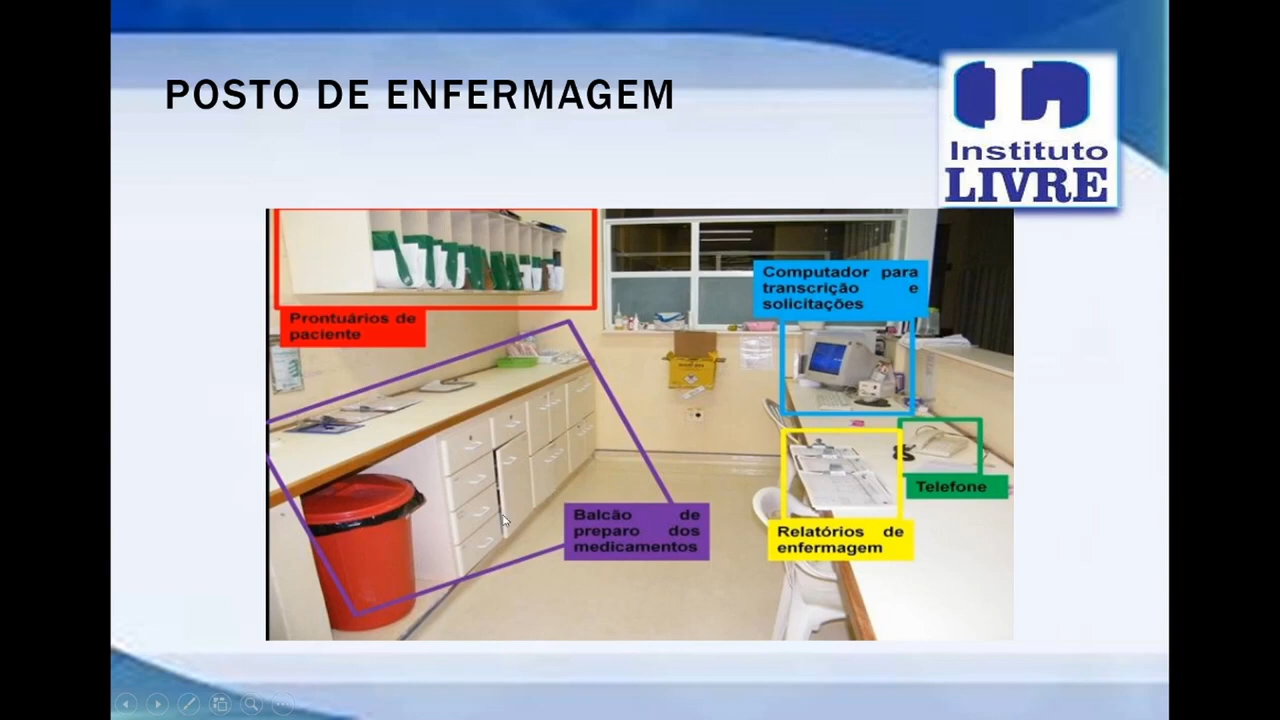 POSTO DE ENFERMAGEM
Instituto
LIVRE
Prontuários de
paciente
Computador para
transcrição e
solicitações
Telefone
Balcão de
preparo dos
medicamentos
Relatórios de
enfermagem